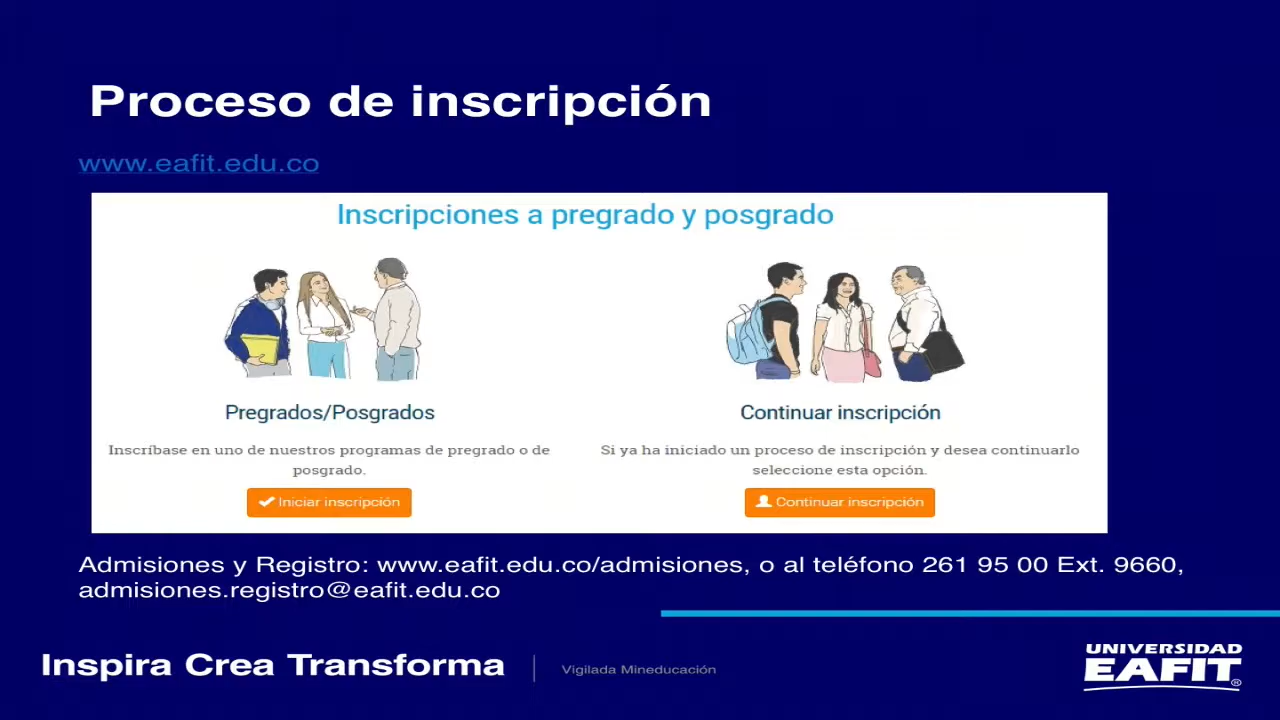 Proceso de inscripción
www.eafit.edu.co
Inscripciones a pregrado y posgrado
Pregrados/Posgrados
Inscríbase en uno de nuestros programas de pregrado o de
posgrado.
Iniciar inscripción
Continuar inscripción
Si ya ha iniciado un proceso de inscripción y desea continuarlo
seleccione esta opción.
Continuar inscripción
Admisiones y Registro: www.eafit.edu.co/admisiones, o al teléfono 261 95 00 Ext. 9660,
admisiones.registro@eafit.edu.co
Inspira Crea Transforma
Vigilada Mineducación
UNIVERSIDAD
EAFIT®